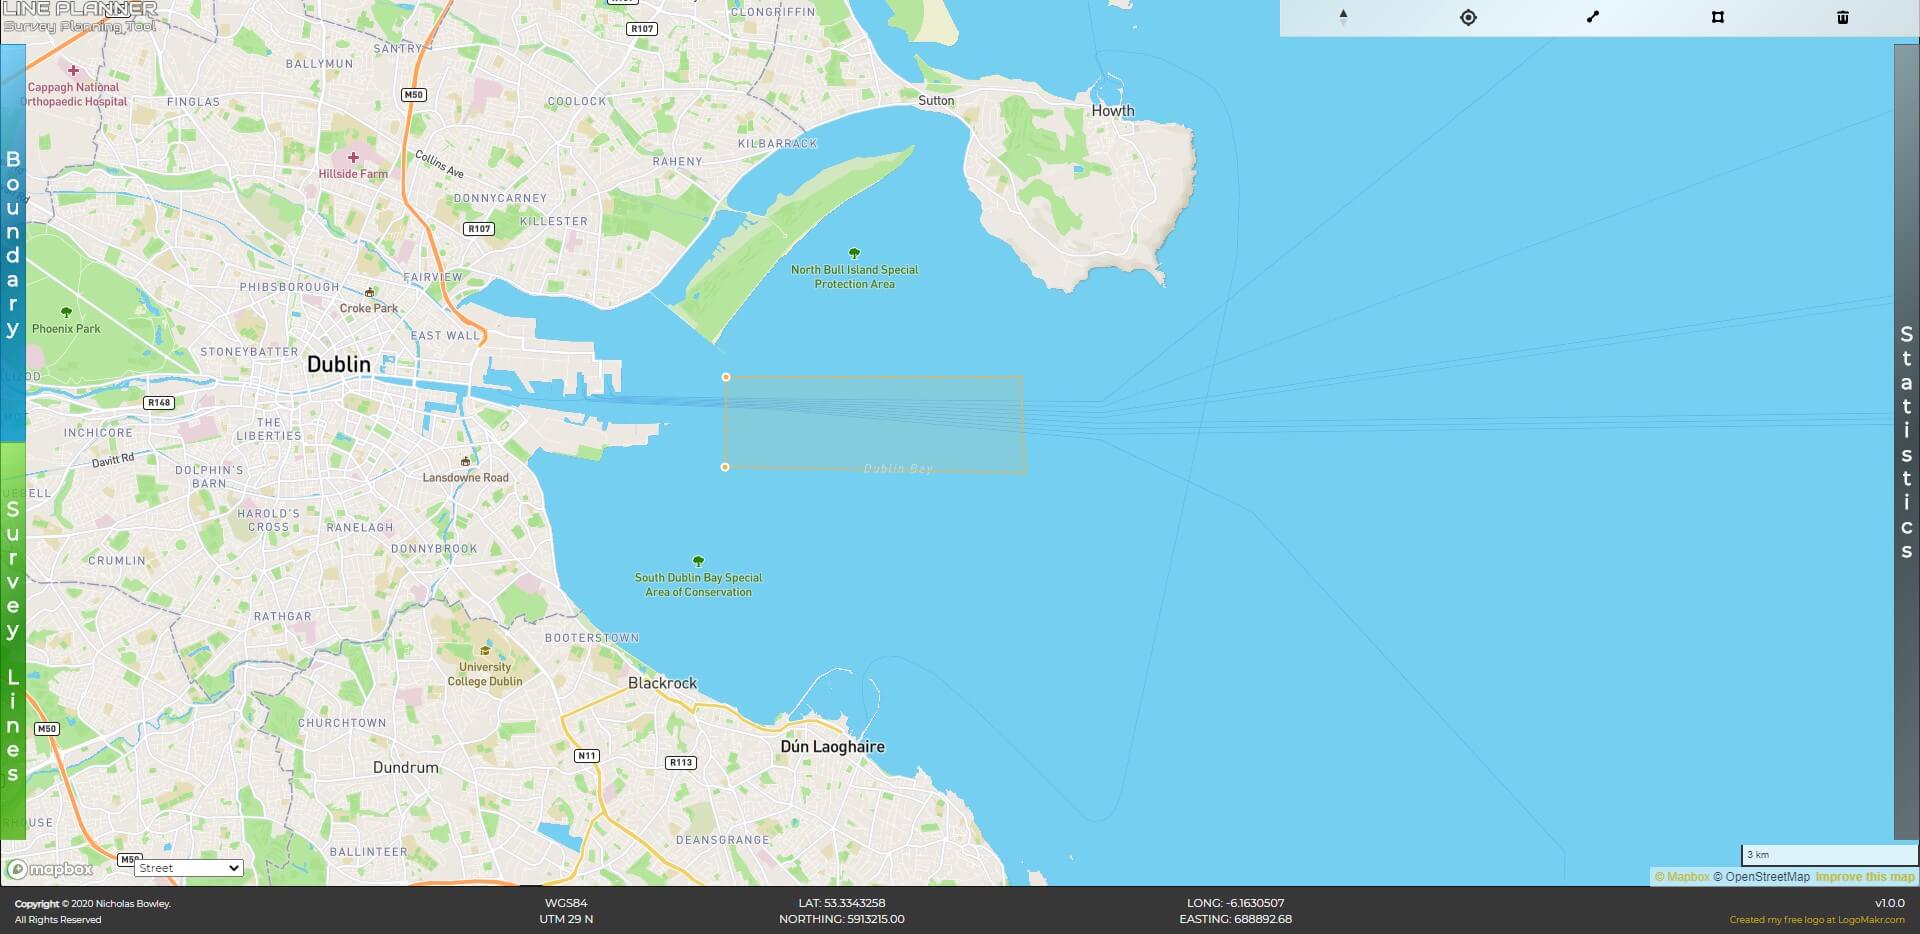 LINE PLANNER
Survey Planning Tool
R107
CLONGRIFFIN
R107
SANTRY
BALLYMUN
Cappagh National
Orthopaedic Hospital
M50
FINGLAS
COOLOCK
Sutton
Howth
KILBARRACK
Collins Ave
RAHENY
Hillside Farm
DONNYCARNEY
KILLESTER
R107
North Bull Island Special
Protection Area
FAIRVIEW
PHIBSBOROUGH
Croke Park
Phoenix Park
EAST WALL
STONEYBATTER
Dublin
R148
THE
LIBERTIES
INCHICORE
Davitt Rd
DOLPHIN'S
BARN
Lansdowne Road
Dublin Bay
HAROLD'S
CROSS
RANELAGH
DONNYBROOK
CRUMLIN
South Dublin Bay Special
Area of Conservation
RATHGAR
BOOTERSTOWN
University
College Dublin
Blackrock
CHURCHTOWN
M50
Dún Laoghaire
N11
R113
Dundrum
DEANSGRANGE
BALLINTEER
M50
Boundary
Survey Lines
Statistics
mapbox
Street
3 km
© Mapbox © OpenStreetMap Improve this map
Copyright © 2020 Nicholas Bowley.
All Rights Reserved
WGS84
UTM 29 N
LAT: 53.3343258
NORTHING: 5913215.00
LONG: -6.1630507
EASTING: 688892.68
v1.0.0
Created my free logo at LogoMakr.com